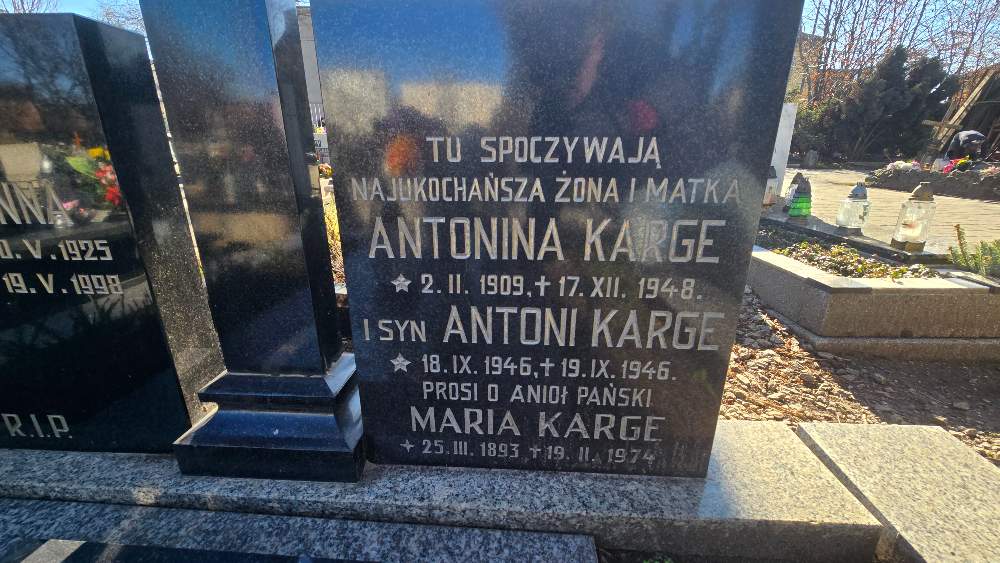 NNA
0.V.1925
19.V.1998
R.I.P.
TU SPOCZYWAJĄ
NAJUKOCHAŃSZA ŻONA I MATKA
ANTONINA KARGE
2. II. 1909, + 17. XII. 1948.
I SYN ANTONI KARGE
18. IX. 1946, + 19. IX. 1946.
PROSI O ANIOŁ PAŃSKI
MARIA KARGE
+ 25. III. 1893 + 19. II. 1974